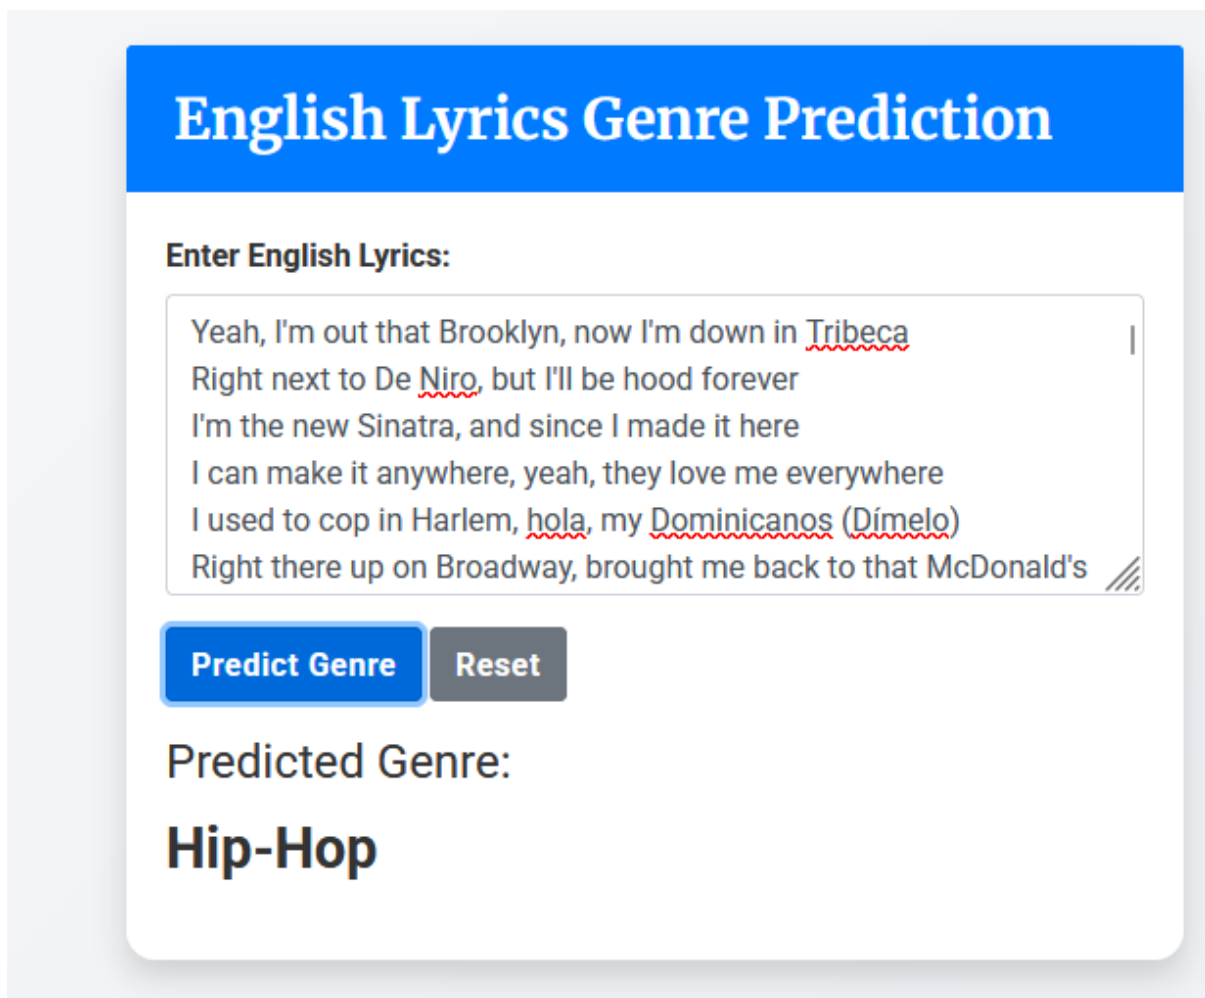 English Lyrics Genre Prediction
Enter English Lyrics:
Yeah, I'm out that Brooklyn, now I'm down in Tribeca
Right next to De Niro, but I'll be hood forever
I'm the new Sinatra, and since I made it here
I can make it anywhere, yeah, they love me everywhere
I used to cop in Harlem, hola, my Dominicanos (Dímelo)
Right there up on Broadway, brought me back to that McDonald's
Predict Genre Reset
Predicted Genre:
Hip-Hop